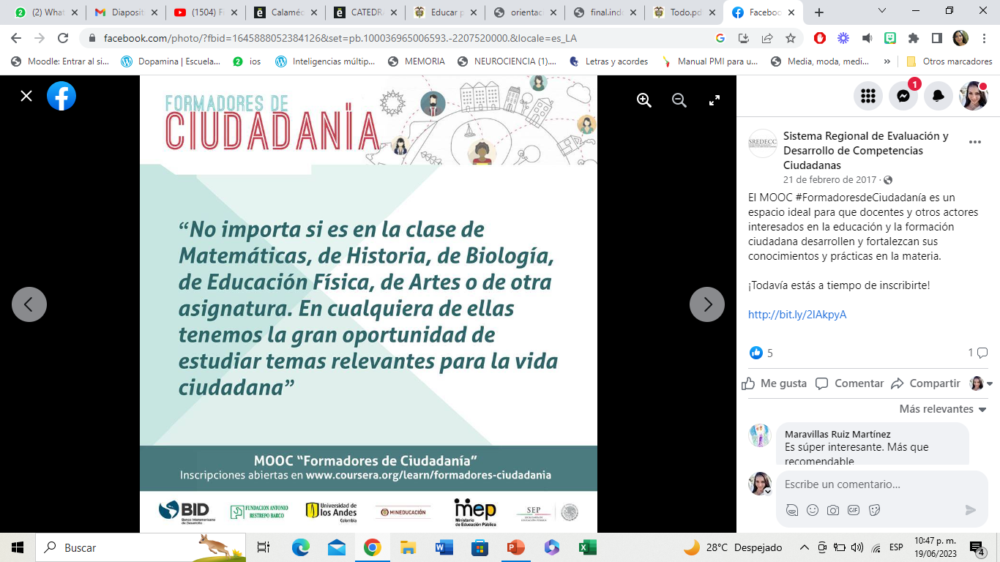 (2) What
Diaposit
(1504) F
Calaméc
CATEDR
Educar p
orientac
final.ind
Todo.pd
Faceboo
facebook.com/photo/?fbid=1645888052384126&set=pb.100036965006593.-2207520000.&locale=es_LA
Moodle: Entrar al si...
Dopamina | Escuela...
2
ios
Inteligencias múltip...
MEMORIA
NEUROCIENCIA (1)....
Letras y acordes
Manual PMI para u...
Media, moda, medi...
»
Otros marcadores
FORMADORES DE
CIUDADANÍA
“No importa si es en la clase de
Matemáticas, de Historia, de Biología,
de Educación Física, de Artes o de otra
asignatura. En cualquiera de ellas
tenemos la gran oportunidad de
estudiar temas relevantes para la vida
ciudadana”
MOOC “Formadores de Ciudadanía”
Inscripciones abiertas en www.coursera.org/learn/formadores-ciudadania
BID
Banco Interamericano
de Desarrollo
FUNDACION ANTONIO
RESTREPO BARCO
Universidad de
los Andes
Colombia
MINEDUCACIÓN
mep
Ministerio
de Educación Pública
SEP
SECRETARÍA DE
EDUCACIÓN PÚBLICA
1
SREDECC
Sistema Regional de Evaluación y
Desarrollo de Competencias
Ciudadanas
21 de febrero de 2017 ·
El MOOC #FormadoresdeCiudadanía es un
espacio ideal para que docentes y otros actores
interesados en la educación y la formación
ciudadana desarrollen y fortalezcan sus
conocimientos y prácticas en la materia.
¡Todavía estás a tiempo de inscribirte!
http://bit.ly/2lAkpyA
5
1
Me gusta
Comentar
Compartir
Más relevantes
Maravillas Ruiz Martínez
Es súper interesante. Más que
recomendable
Escribe un comentario...
GIF
Buscar
28°C Despejado
ESP
10:47 p. m.
19/06/2023
4